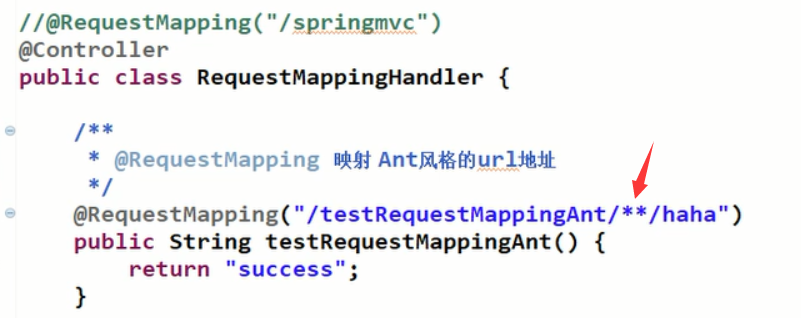 //@RequestMapping("/springmvc")
@Controller
public class RequestMappingHandler {
/**
* @RequestMapping 映射 Ant风格的url地址
*/
@RequestMapping("/testRequestMappingAnt/**/haha")
public String testRequestMappingAnt() {
return "success";
}